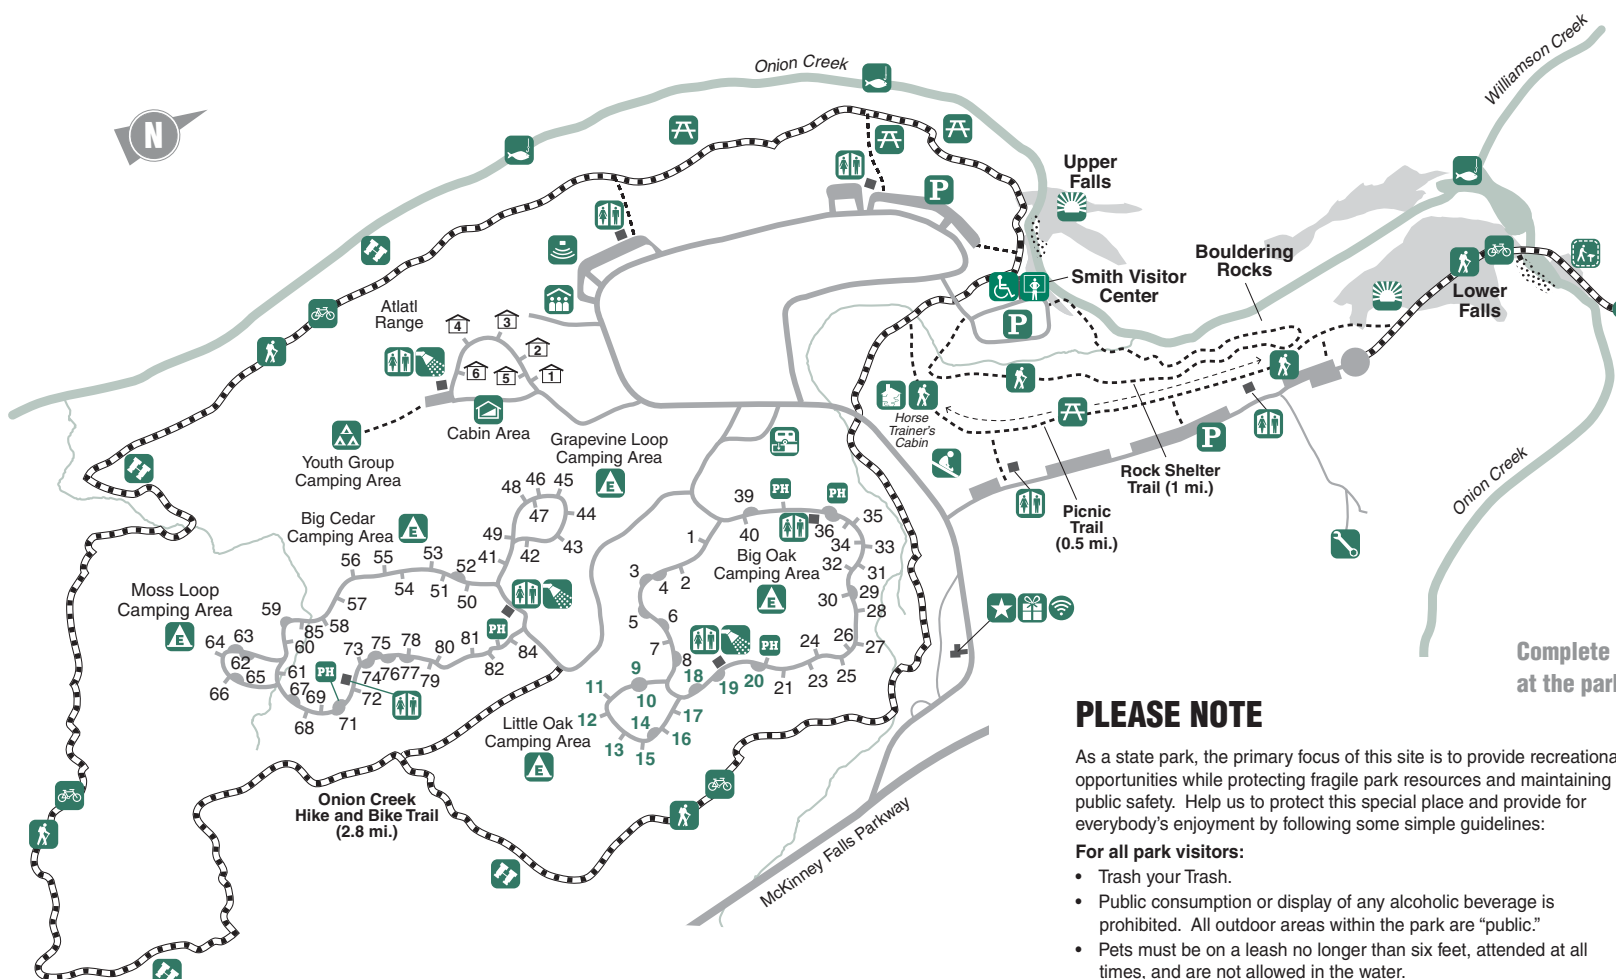 Onion Creek
Williamson Creek
N
Upper
Falls
P
Bouldering
Rocks
Smith Visitor
Center
Lower
Falls
P
Atlatl
Range
4
3
2
6
5
1
Cabin Area
Horse
Trainer's
Cabin
Youth Group
Camping Area
Grapevine Loop
Camping Area
E
P
Rock Shelter
Trail (1 mi.)
Picnic
Trail
(0.5 mi.)
Onion Creek
46
45
48
47
44
49
42
43
41
Big Cedar
Camping Area
E
56
55
53
52
54
51
50
57
58
85
60
59
Moss Loop
Camping Area
E
64
63
62
65
66
61
67
69
68
71
72
73
74
75
76
77
78
79
80
81
82
84
PH
PH
39
PH
PH
40
36
35
34
33
32
31
30
29
28
27
26
25
24
23
21
20
19
18
PH
1
2
3
4
5
6
7
8
Big Oak
Camping Area
E
9
10
11
12
13
14
15
16
17
Little Oak
Camping Area
E
Onion Creek
Hike and Bike Trail
(2.8 mi.)
McKinney Falls Parkway
Complete
at the par
PLEASE NOTE
As a state park, the primary focus of this site is to provide recreationa
opportunities while protecting fragile park resources and maintaining
public safety. Help us to protect this special place and provide for
everybody's enjoyment by following some simple guidelines:
For all park visitors:
• Trash your Trash.
• Public consumption or display of any alcoholic beverage is
prohibited. All outdoor areas within the park are “public.”
• Pets must be on a leash no longer than six feet, attended at all
times, and are not allowed in the water.